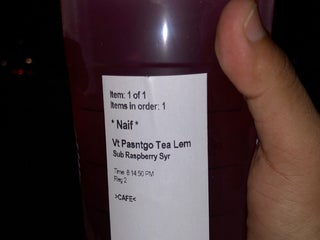 Item: 1 of 1
Items in order: 1
* Naif *
Vt Pasntgo Tea Lem
Sub Raspberry Syr
Time: 8:14:50 PM
Reg 2
>CAFE<